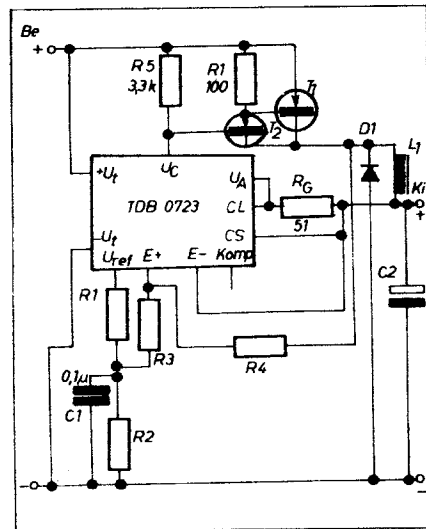 Be
+
R5
3,3k
R1
100
T1
T2
D1
L1
Ki
+
+Ut
UC
UA
TDB 0723
CL
RG
51
CS
-Ut
Uref
E+
E-
Komp
R1
R3
R4
C2
0,1µ
C1
R2
-
-